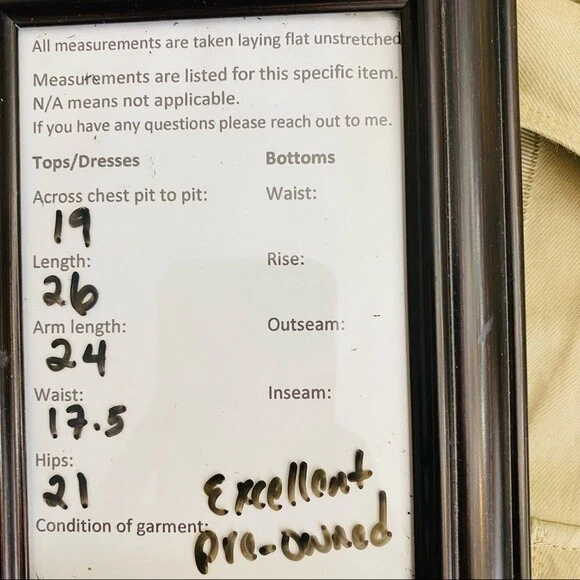 All measurements are taken laying flat unstretched
Measurements are listed for this specific item.
N/A means not applicable.
If you have any questions please reach out to me.
Tops/Dresses Bottoms
Across chest pit to pit: Waist:
19
Length: Rise:
26
Arm length: Outseam:
24
Waist: Inseam:
17.5
Hips:
21 Excellent
Condition of garment: pre-owned